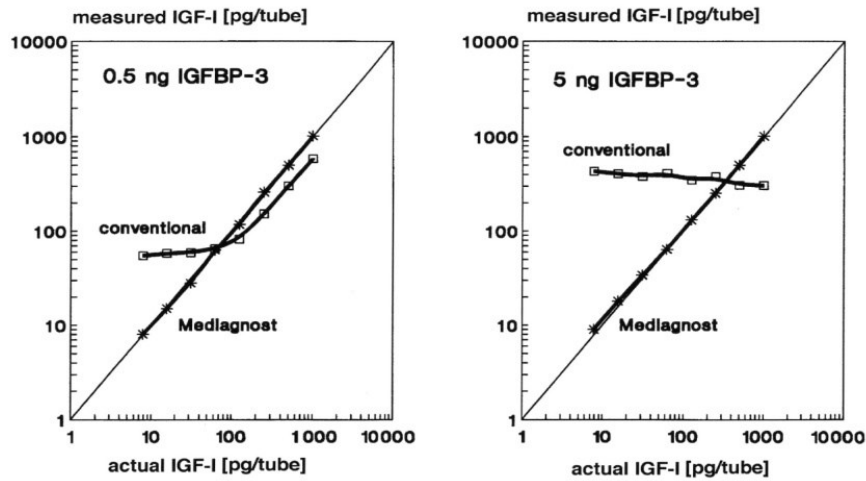 measured IGF-I [pg/tube]
10000
1000
100
10
1
0.5 ng IGFBP-3
conventional
Mediagnost
1 10 100 1000 10000
actual IGF-I [pg/tube]
measured IGF-I [pg/tube]
10000
1000
100
10
1
5 ng IGFBP-3
conventional
Mediagnost
1 10 100 1000 10000
actual IGF-I [pg/tube]